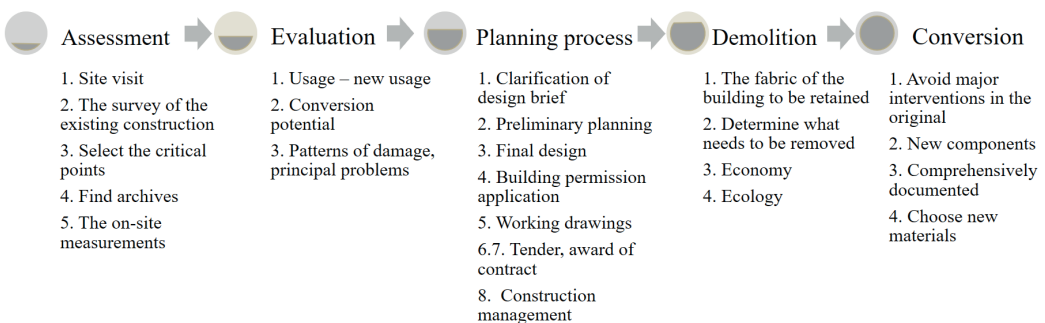 Assessment
1. Site visit
2. The survey of the
existing construction
3. Select the critical
points
4. Find archives
5. The on-site
measurements
Evaluation
1. Usage – new usage
2. Conversion
potential
3. Patterns of damage,
principal problems
Planning process
1. Clarification of
design brief
2. Preliminary planning
3. Final design
4. Building permission
application
5. Working drawings
6.7. Tender, award of
contract
8. Construction
management
Demolition
1. The fabric of the
building to be retained
2. Determine what
needs to be removed
3. Economy
4. Ecology
Conversion
1. Avoid major
interventions in the
original
2. New components
3. Comprehensively
documented
4. Choose new
materials